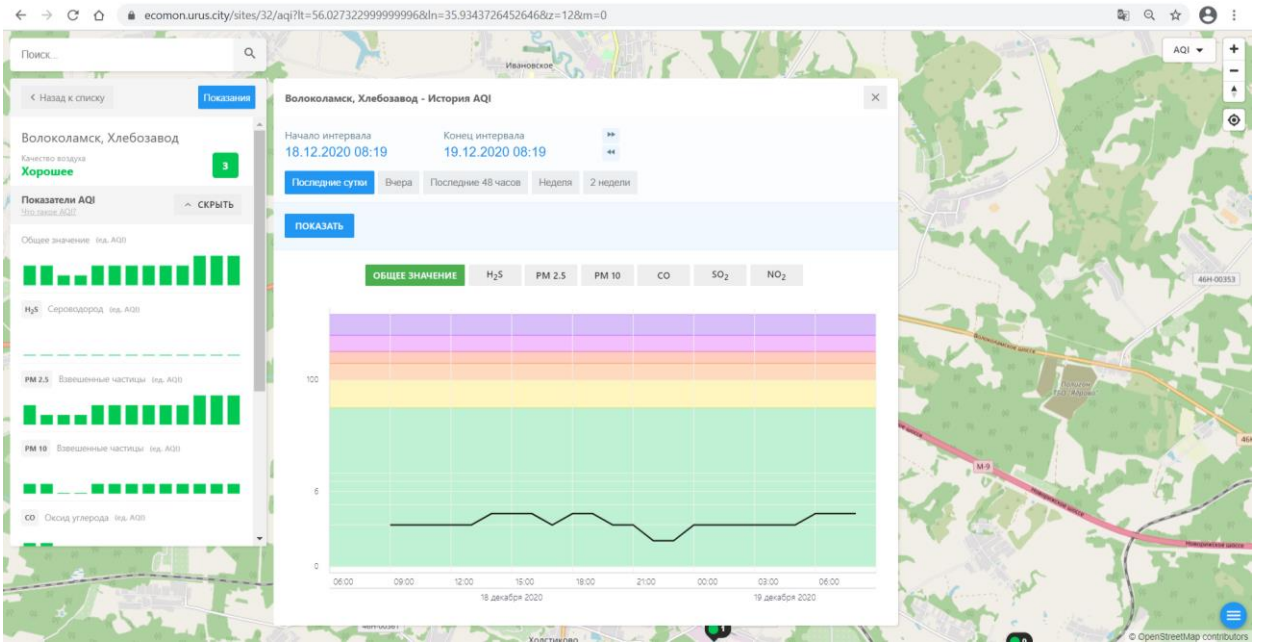 ecomon.urus.city/sites/32/aqi?lt=56.027322999999996&ln=35.9343726452646&z=12&m=0
Поиск...
Ивановское
AQI
< Назад к списку
Показания
Волоколамск, Хлебозавод
Качество воздуха
Хорошее
3
Показатели AQI
Что такое AQI?
СКРЫТЬ
Общее значение (ед. AQI)
H₂S Сероводород (ед. AQI)
PM 2.5 Взвешенные частицы (ед. AQI)
PM 10 Взвешенные частицы (ед. AQI)
CO Оксид углерода (ед. AQI)
Волоколамск, Хлебозавод - История AQI
Начало интервала
18.12.2020 08:19
Конец интервала
19.12.2020 08:19
Последние сутки Вчера Последние 48 часов Неделя 2 недели
ПОКАЗАТЬ
ОБЩЕЕ ЗНАЧЕНИЕ H₂S PM 2.5 PM 10 CO SO₂ NO₂
100
6
0
06:00 09:00 12:00 15:00 18:00 21:00 00:00 03:00 06:00
18 декабря 2020 19 декабря 2020
46Н-00353
Волоколамское шоссе
М-9
Новорижское шоссе
Новорижское шоссе
Холстиково
© OpenStreetMap contributors